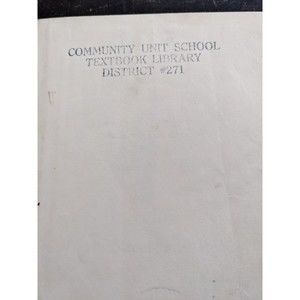 COMMUNITY UNIT SCHOOL
TEXTBOOK LIBRARY
DISTRICT #271